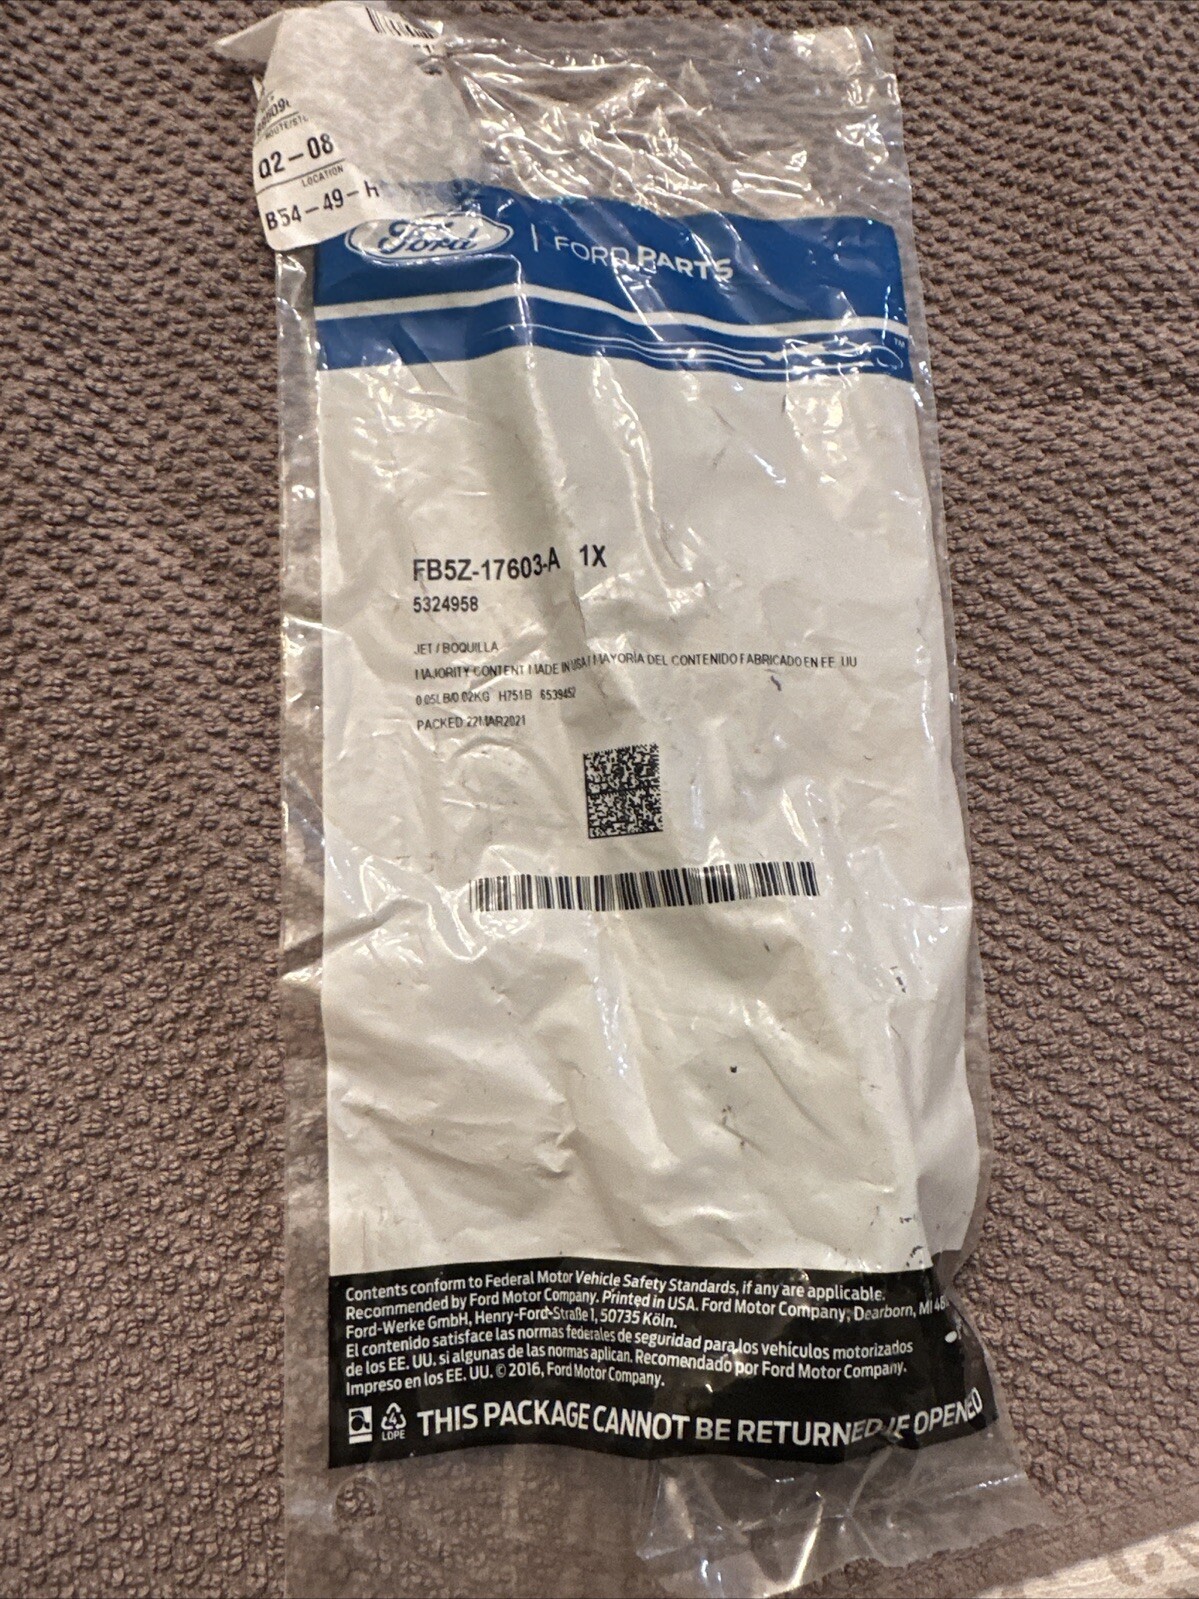 Q2-08
LOCATION
B54-49-H
Ford | FORD PARTS
TM
FB5Z-17603-A 1X
5324958
JET / BOQUILLA
MAJORITY CONTENT MADE IN USA / MAYORÍA DEL CONTENIDO FABRICADO EN EE. UU
0.05LB/0.02KG H751B 6539452
PACKED 22MAR2021
Contents conform to Federal Motor Vehicle Safety Standards, if any are applicable.
Recommended by Ford Motor Company. Printed in USA. Ford Motor Company, Dearborn, MI
Ford-Werke GmbH, Henry-Ford-Straße 1, 50735 Köln.
El contenido satisface las normas federales de seguridad para los vehículos motorizados
de los EE. UU. si algunas de las normas aplican. Recomendado por Ford Motor Company.
Impreso en los EE. UU. © 2016, Ford Motor Company.
4
LDPE
THIS PACKAGE CANNOT BE RETURNED IF OPENED